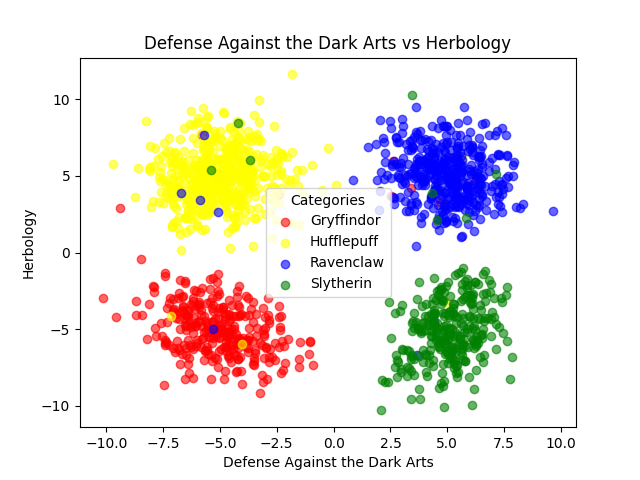 Defense Against the Dark Arts vs Herbology
10
5
0
−5
−10
Herbology
Categories
Gryffindor
Hufflepuff
Ravenclaw
Slytherin
−10.0 −7.5 −5.0 −2.5 0.0 2.5 5.0 7.5 10.0
Defense Against the Dark Arts